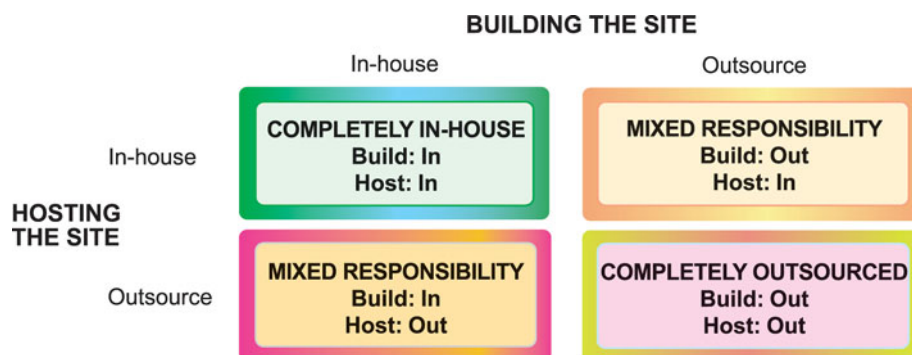 BUILDING THE SITE
In-house
Outsource
In-house
COMPLETELY IN-HOUSE
Build: In
Host: In
MIXED RESPONSIBILITY
Build: Out
Host: In
HOSTING
THE SITE
Outsource
MIXED RESPONSIBILITY
Build: In
Host: Out
COMPLETELY OUTSOURCED
Build: Out
Host: Out